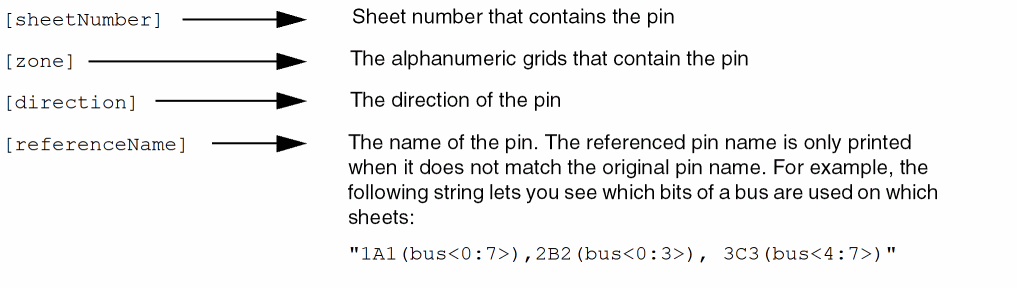 [sheetNumber] Sheet number that contains the pin
[zone] The alphanumeric grids that contain the pin
[direction] The direction of the pin
[referenceName] The name of the pin. The referenced pin name is only printed
when it does not match the original pin name. For example, the
following string lets you see which bits of a bus are used on which
sheets:
"1A1(bus<0:7>),2B2(bus<0:3>), 3C3(bus<4:7>)"